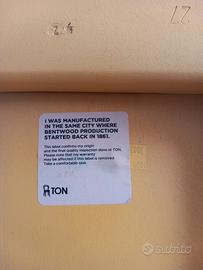 I WAS MANUFACTURED
IN THE SAME CITY WHERE
BENTWOOD PRODUCTION
STARTED BACK IN 1861.
This label confirms my origin
and the final quality inspection done at TON.
Please note that my warranty
may be affected if this label is removed.
Take a comfortable seat.
TON
subito